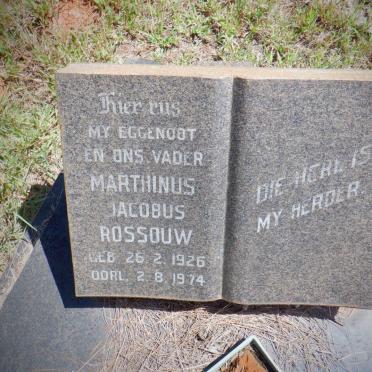 Hier rus
MY EGGENOOT
EN ONS VADER
MARTHINUS
JACOBUS
ROSSOUW
GEB 26.2.1926
OORL. 2.8.1974
DIE HERE IS
MY HERDER.